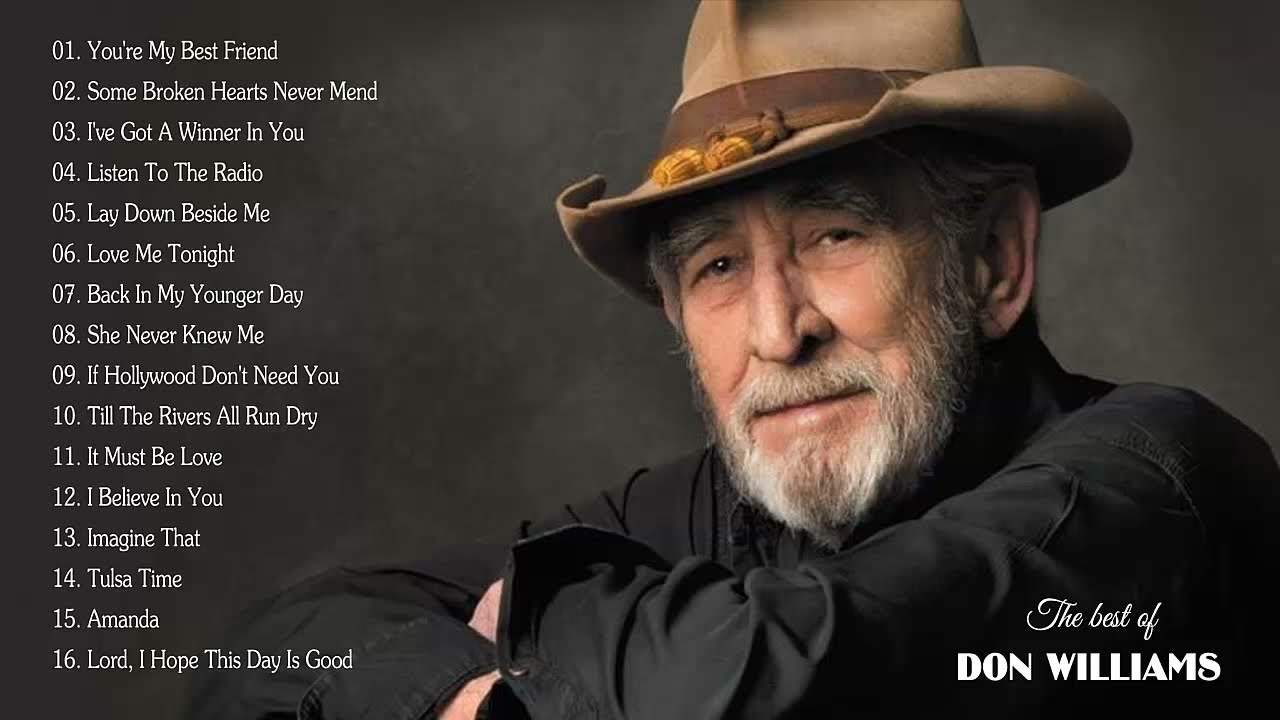 01. You're My Best Friend
02. Some Broken Hearts Never Mend
03. I've Got A Winner In You
04. Listen To The Radio
05. Lay Down Beside Me
06. Love Me Tonight
07. Back In My Younger Day
08. She Never Knew Me
09. If Hollywood Don't Need You
10. Till The Rivers All Run Dry
11. It Must Be Love
12. I Believe In You
13. Imagine That
14. Tulsa Time
15. Amanda
16. Lord, I Hope This Day Is Good
The best of
DON WILLIAMS